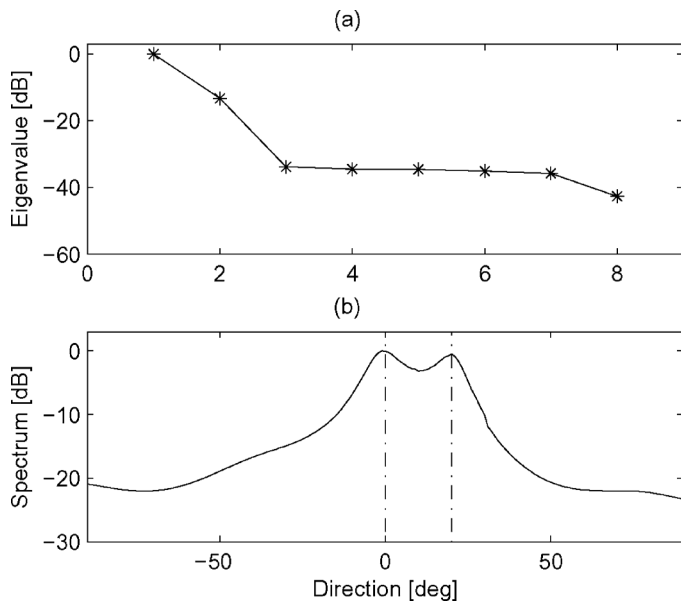 (a)
Eigenvalue [dB]
0
−20
−40
−60
0 2 4 6 8
(b)
Spectrum [dB]
0
−10
−20
−30
−50 0 50
Direction [deg]